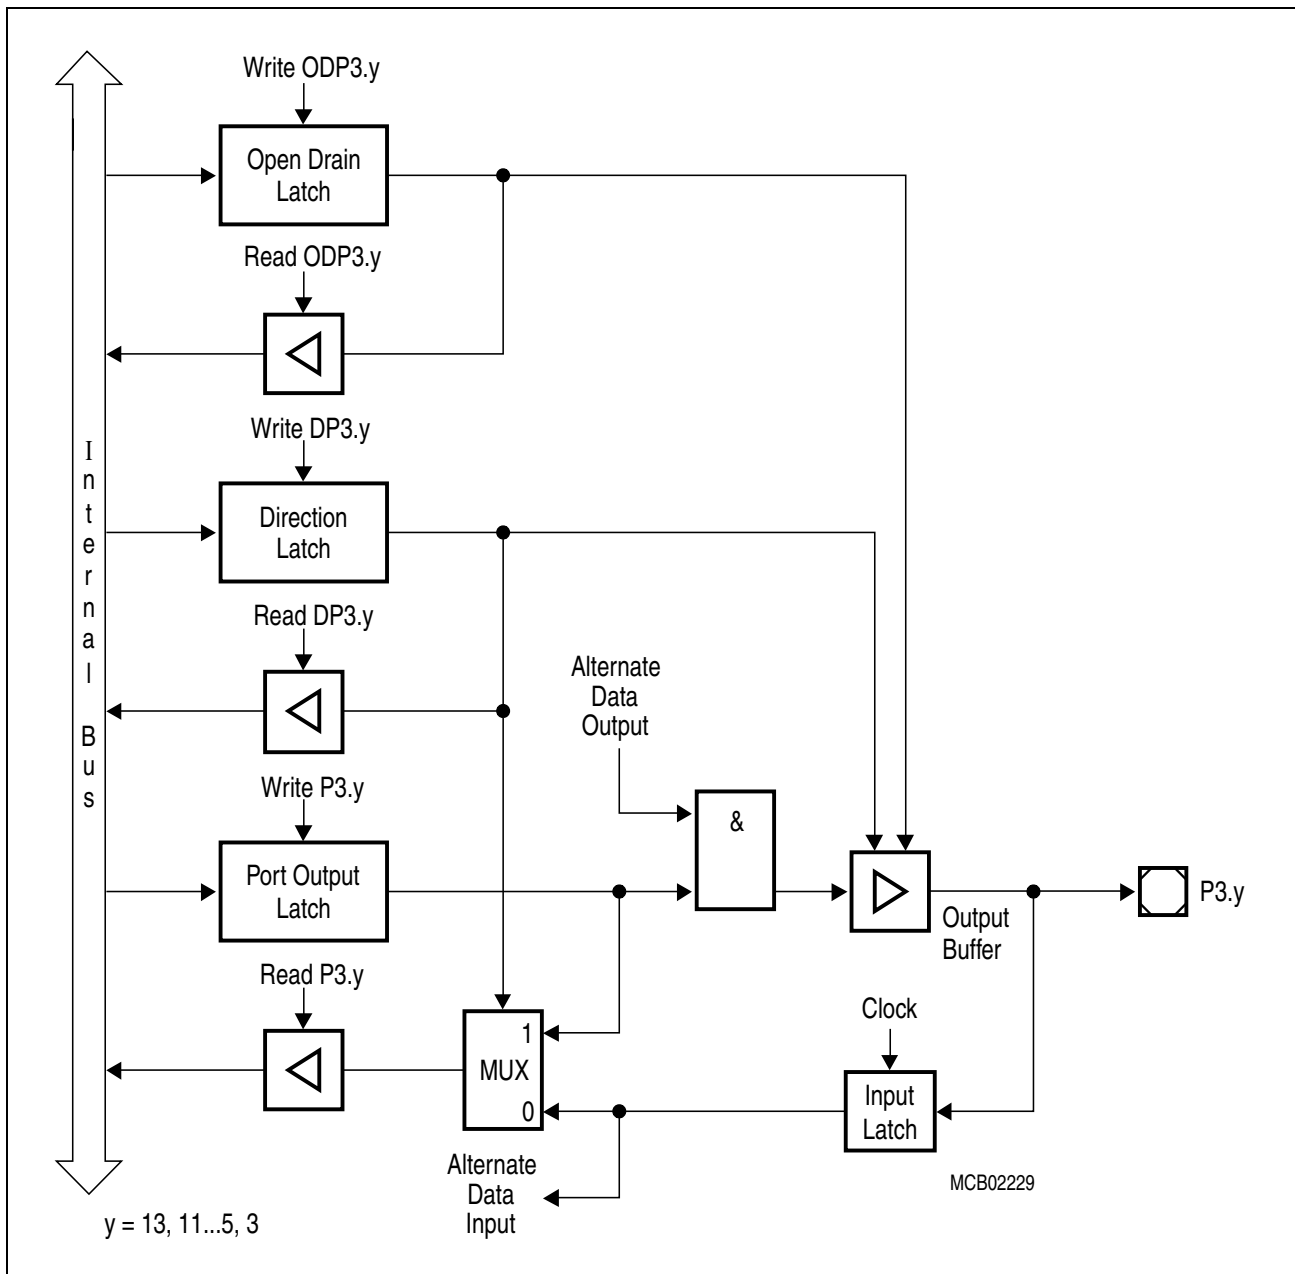 Write ODP3.y
Open Drain
Latch
Read ODP3.y
Write DP3.y
Internal Bus
Direction
Latch
Read DP3.y
Alternate
Data
Output
Write P3.y
&
Port Output
Latch
P3.y
Output
Buffer
Read P3.y
Clock
1
MUX
0
Input
Latch
Alternate
Data
Input
MCB02229
y = 13, 11...5, 3